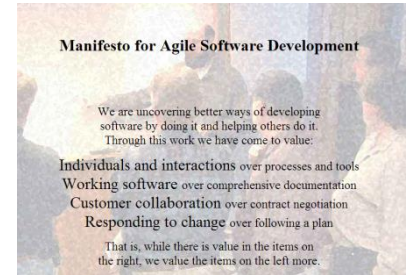 Manifesto for Agile Software Development
We are uncovering better ways of developing
software by doing it and helping others do it.
Through this work we have come to value:
Individuals and interactions over processes and tools
Working software over comprehensive documentation
Customer collaboration over contract negotiation
Responding to change over following a plan
That is, while there is value in the items on
the right, we value the items on the left more.